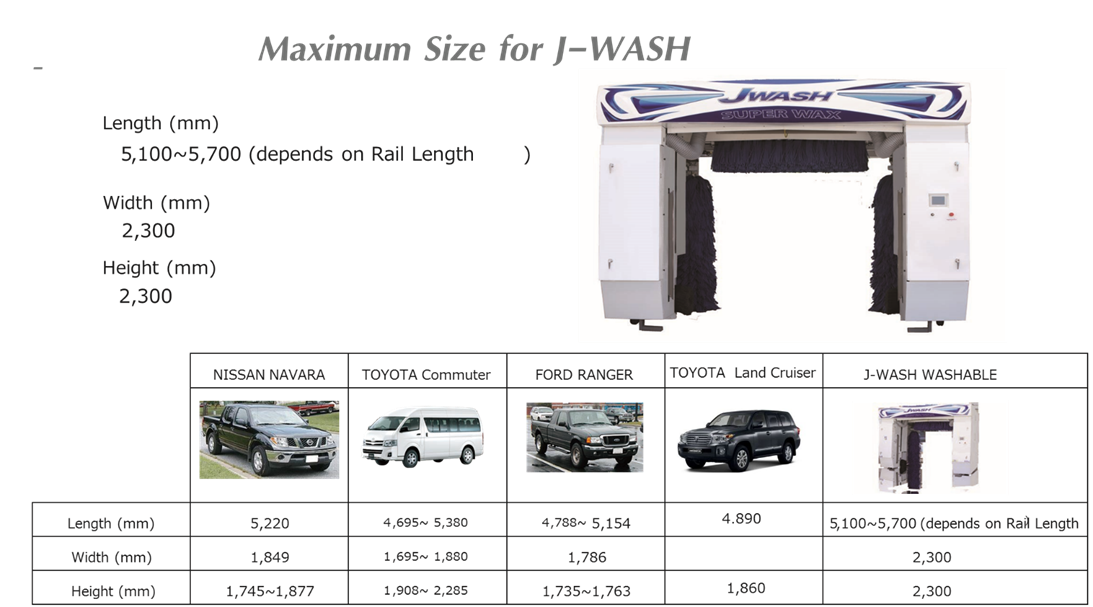 Maximum Size for J-WASH
-
JWASH
SUPER WAX
Length (mm)
5,100~5,700 (depends on Rail Length )
Width (mm)
2,300
Height (mm)
2,300
NISSAN NAVARA TOYOTA Commuter FORD RANGER TOYOTA Land Cruiser J-WASH WASHABLE
JWASH
Length (mm) 5,220 4,695~ 5,380 4,788~ 5,154 4.890 5,100~5,700 (depends on Rail Length
Width (mm) 1,849 1,695~ 1,880 1,786 2,300
Height (mm) 1,745~1,877 1,908~ 2,285 1,735~1,763 1,860 2,300